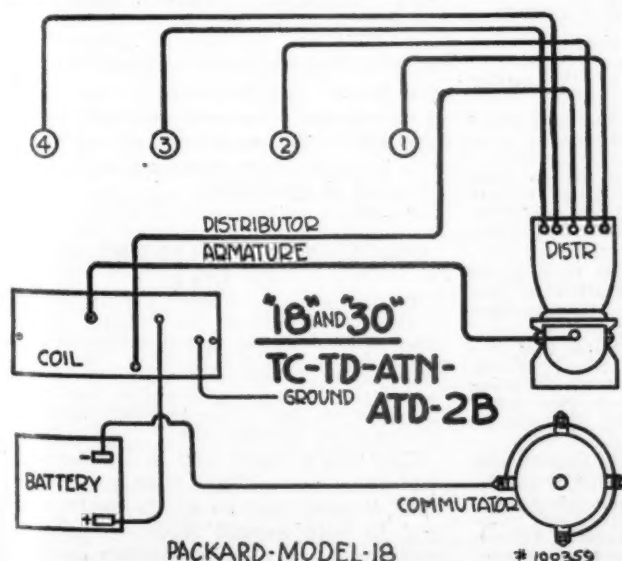 4 3 2 1
DISTRIBUTOR
DISTR
ARMATURE
"18" AND "30"
COIL
TC-TD-ATN-
GROUND
ATD-2B
-
BATTERY
COMMUTATOR
+
PACKARD-MODEL-18
# 100359